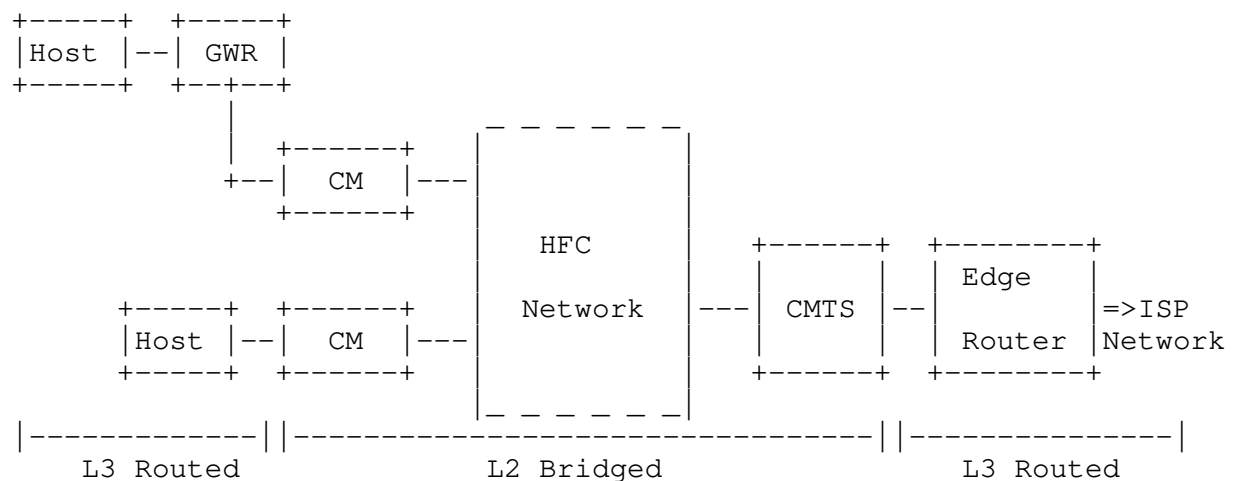 Host GWR
CM
HFC
Edge
Host CM Network CMTS =>ISP
Router Network
L3 Routed L2 Bridged L3 Routed